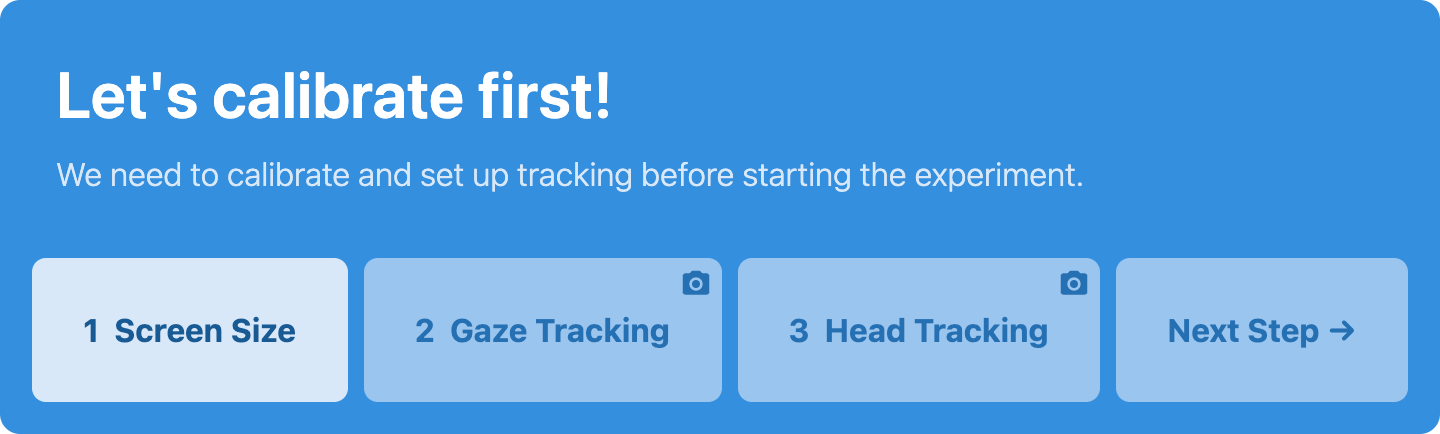 Let's calibrate first!
We need to calibrate and set up tracking before starting the experiment.
1 Screen Size
2 Gaze Tracking
3 Head Tracking
Next Step →